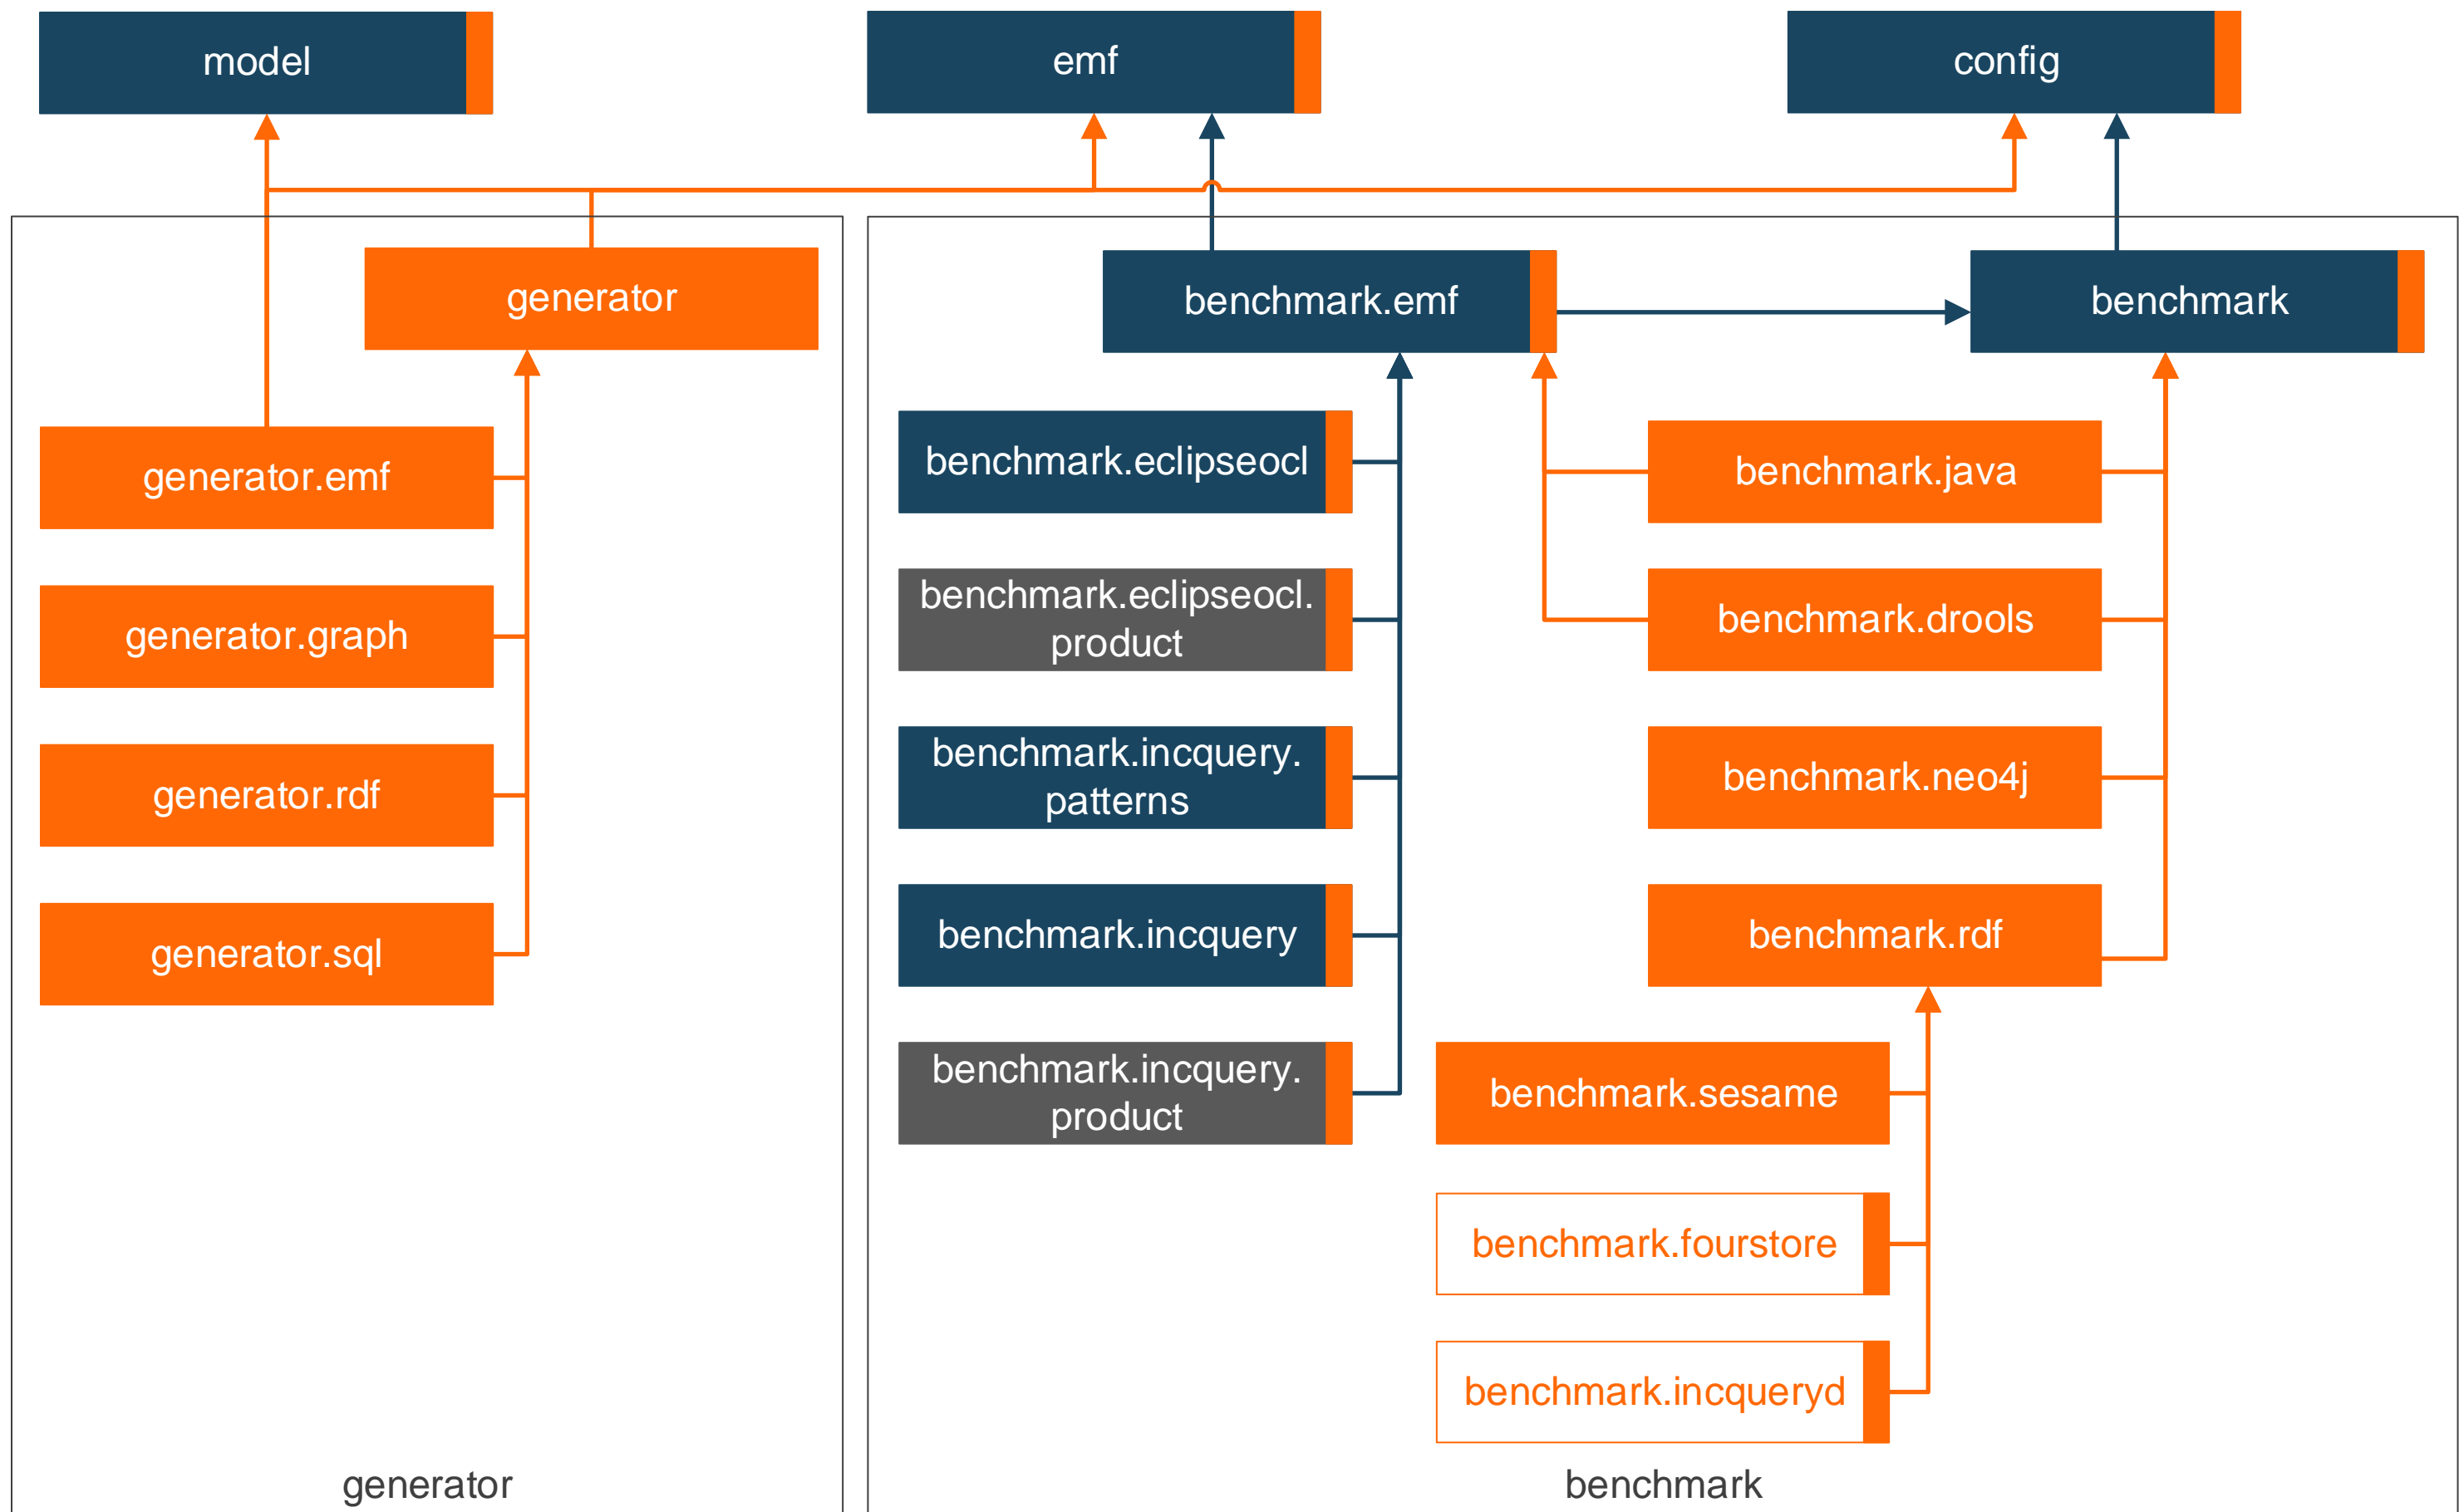 model
emf
config
generator
benchmark.emf
benchmark
generator.emf
generator.graph
generator.rdf
generator.sql
benchmark.eclipseocl
benchmark.eclipseocl.
product
benchmark.incquery.
patterns
benchmark.incquery
benchmark.incquery.
product
benchmark.java
benchmark.drools
benchmark.neo4j
benchmark.rdf
benchmark.sesame
benchmark.fourstore
benchmark.incqueryd
generator
benchmark